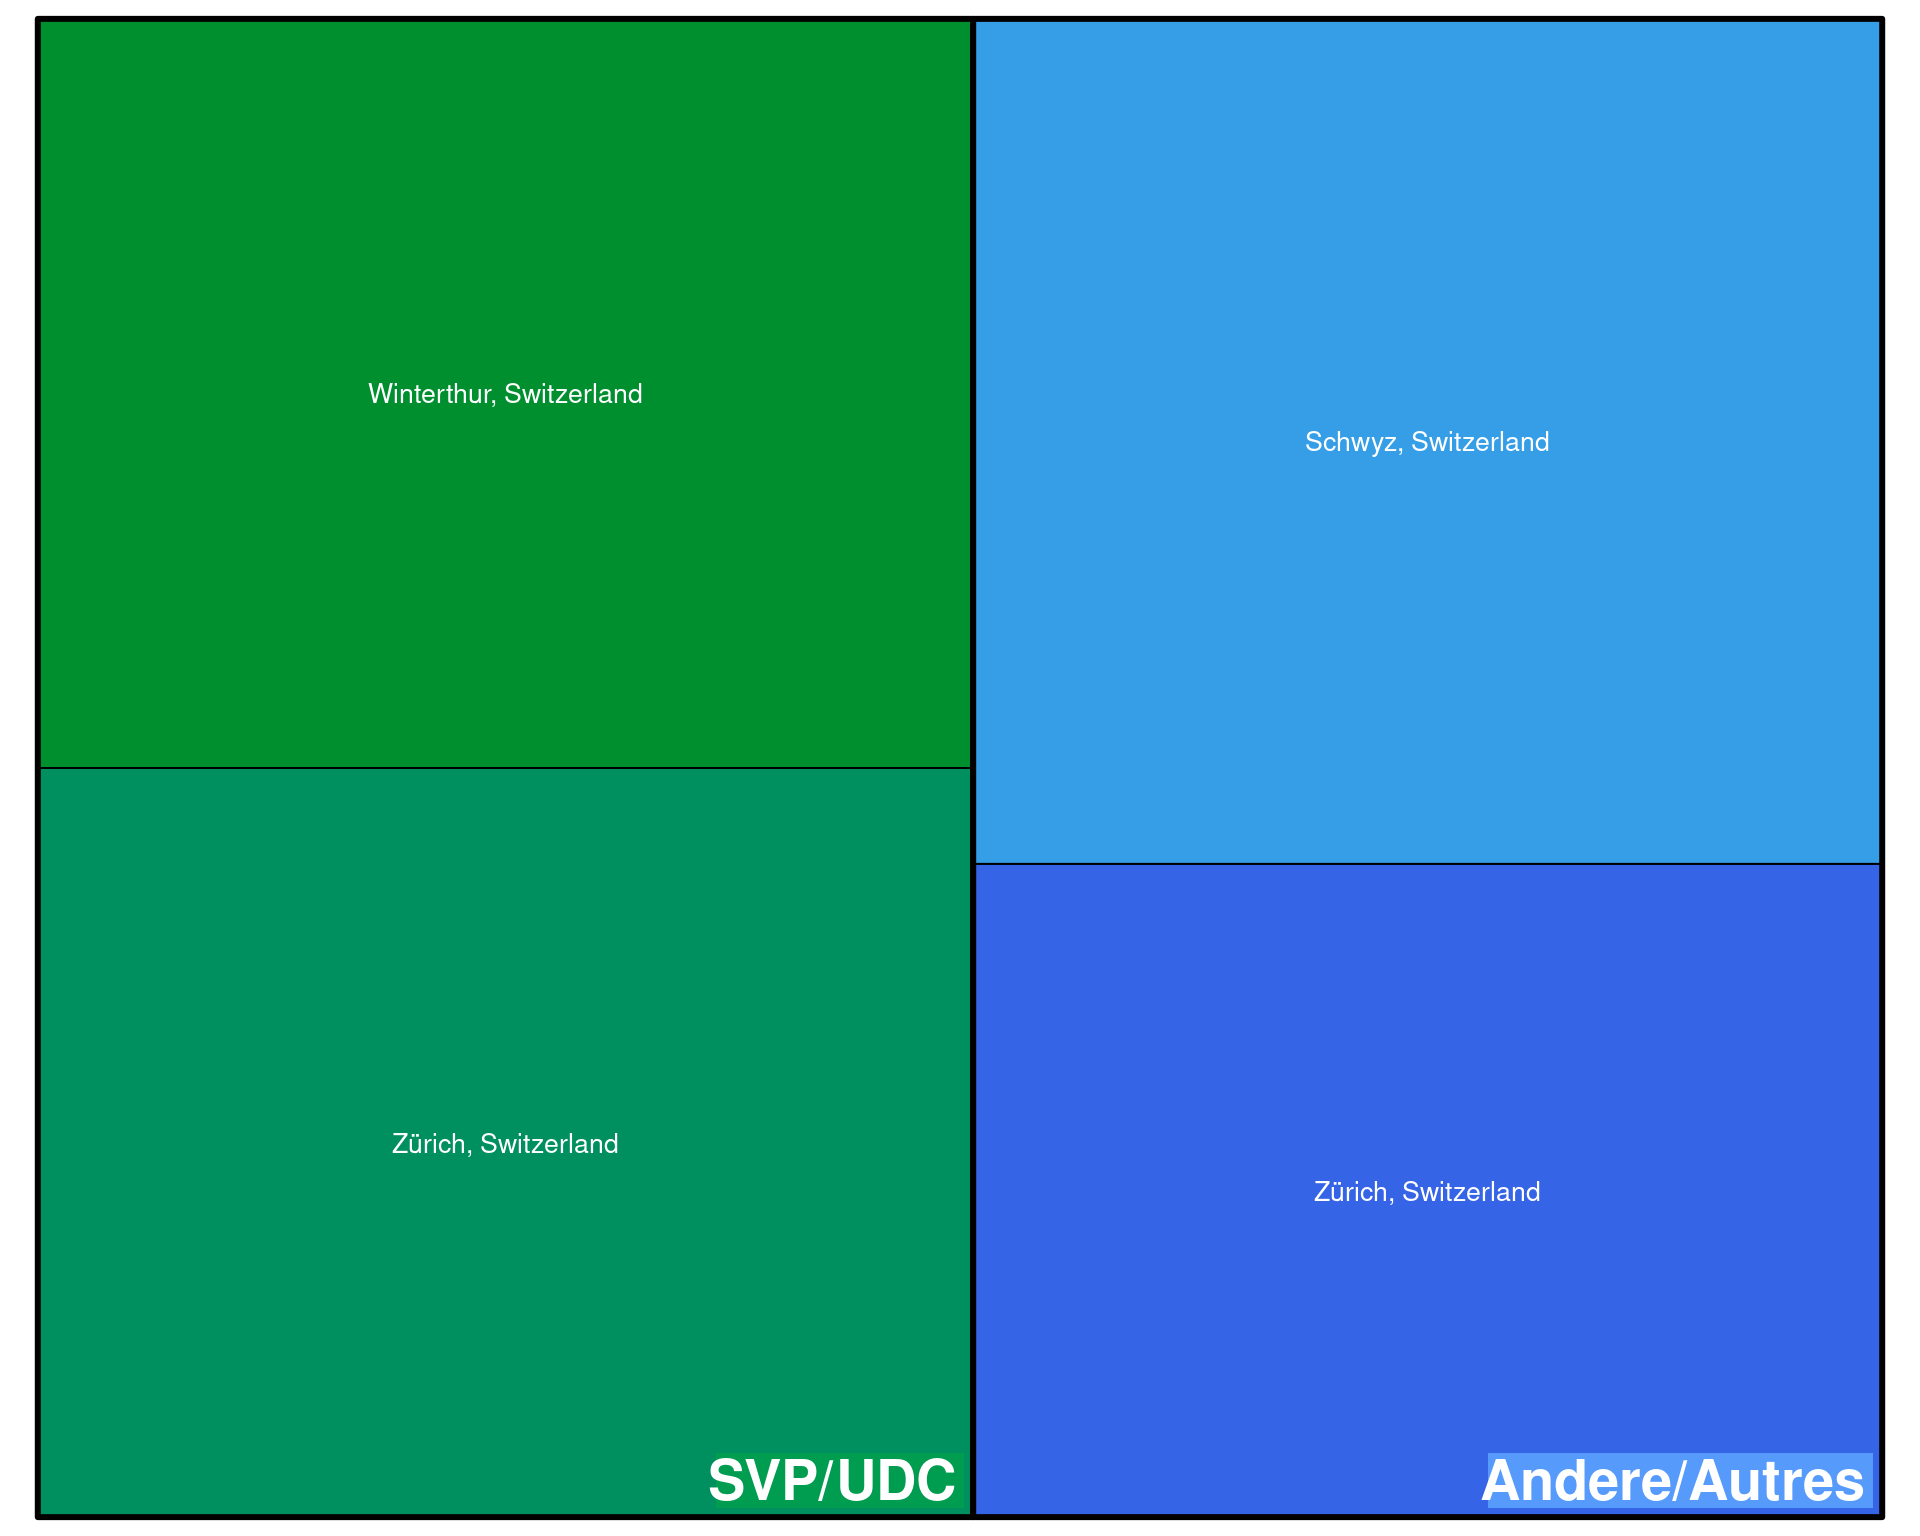 Winterthur, Switzerland
Schwyz, Switzerland
Zürich, Switzerland
Zürich, Switzerland
SVP/UDC
Andere/Autres